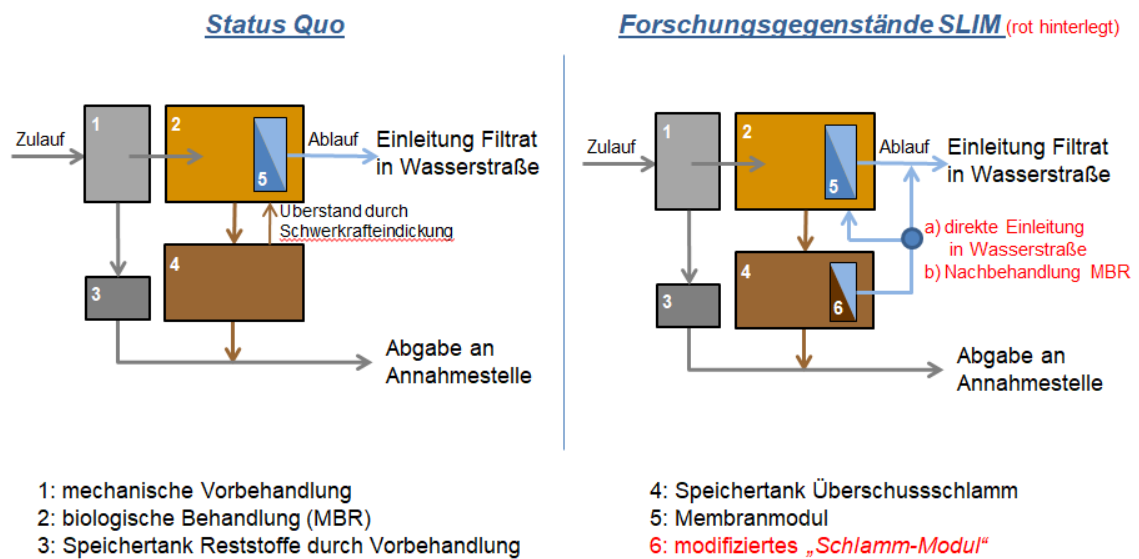 Status Quo
Forschungsgegenstände SLIM (rot hinterlegt)
Zulauf
1
2
5
Ablauf
Einleitung Filtrat
in Wasserstraße
Überstand durch
Schwerkrafteindickung
4
3
Abgabe an
Annahmestelle
Zulauf
1
2
5
Ablauf
Einleitung Filtrat
in Wasserstraße
a) direkte Einleitung
in Wasserstraße
b) Nachbehandlung MBR
4
6
3
Abgabe an
Annahmestelle
1: mechanische Vorbehandlung
2: biologische Behandlung (MBR)
3: Speichertank Reststoffe durch Vorbehandlung
4: Speichertank Überschussschlamm
5: Membranmodul
6: modifiziertes „Schlamm-Modul“